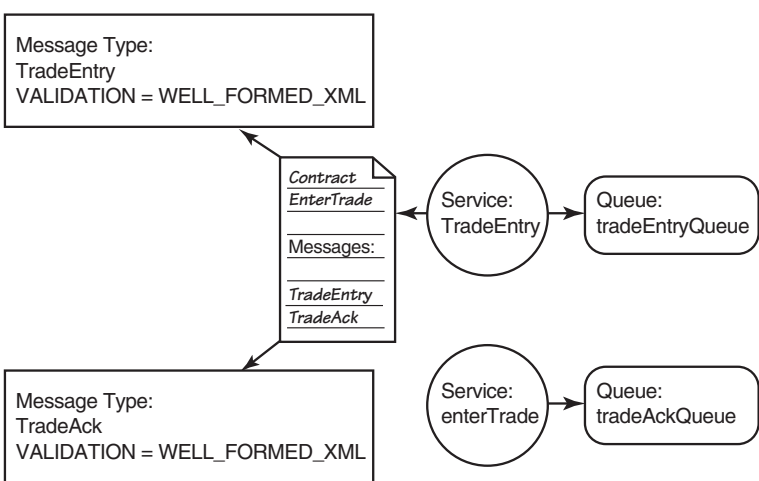 Message Type:
TradeEntry
VALIDATION = WELL_FORMED_XML
Contract
EnterTrade
Messages:
TradeEntry
TradeAck
Service:
TradeEntry
Queue:
tradeEntryQueue
Message Type:
TradeAck
VALIDATION = WELL_FORMED_XML
Service:
enterTrade
Queue:
tradeAckQueue